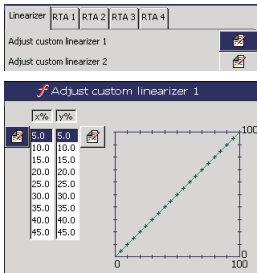 Linearizer RTA 1 RTA 2 RTA 3 RTA 4
Adjust custom linearizer 1
Adjust custom linearizer 2
f Adjust custom linearizer 1
x% y%
5.0 5.0
10.0 10.0
15.0 15.0
20.0 20.0
25.0 25.0
30.0 30.0
35.0 35.0
40.0 40.0
45.0 45.0
100
0
0 100